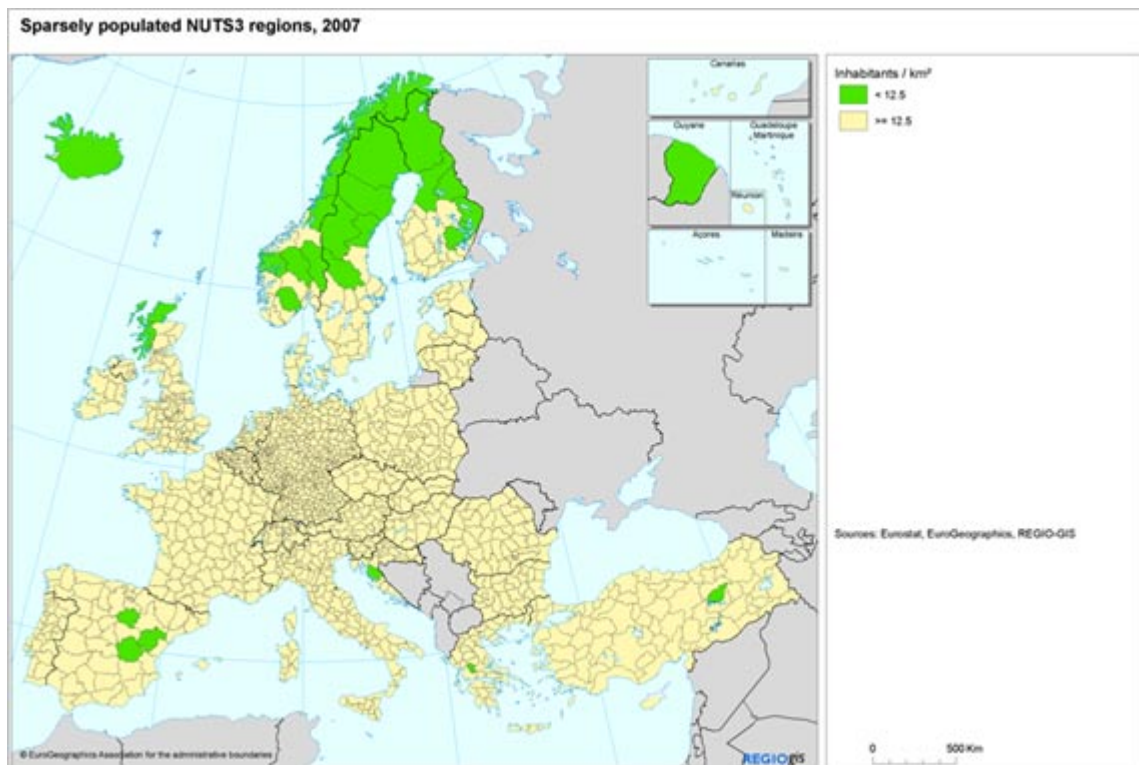 Sparsely populated NUTS3 regions, 2007
Canarias
Guyane
Guadeloupe
Martinique
Réunion
Açores
Madeira
Inhabitants / km²
< 12.5
>= 12.5
Sources: Eurostat, EuroGeographics, REGIO-GIS
© EuroGeographics Association for the administrative boundaries
REGIOgis
0 500 Km